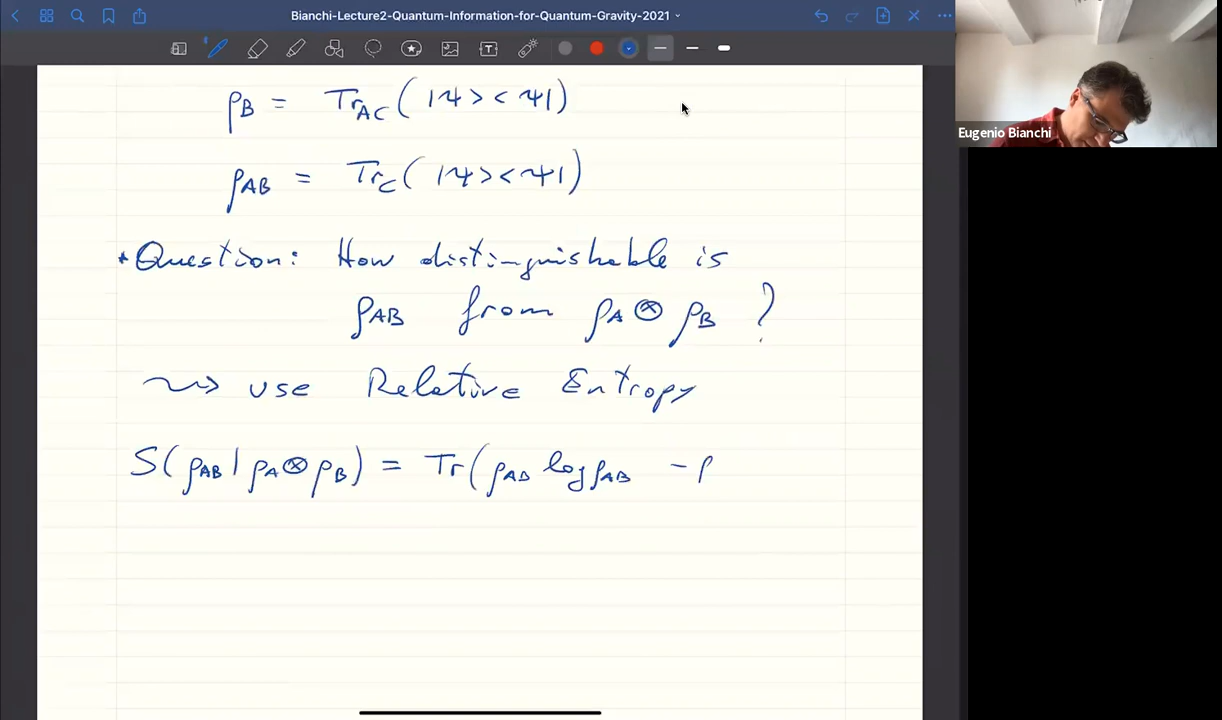 Bianchi-Lecture2-Quantum-Information-for-Quantum-Gravity-2021
Eugenio Bianchi
ρB = TrAC ( |ψ> < ψ| )
ρAB = TrC ( |ψ> < ψ| )
* Question: How distinguishable is
ρAB from ρA ⊗ ρB ?
⇝ use Relative Entropy
S( ρAB | ρA ⊗ ρB ) = Tr( ρAB log ρAB - ρ